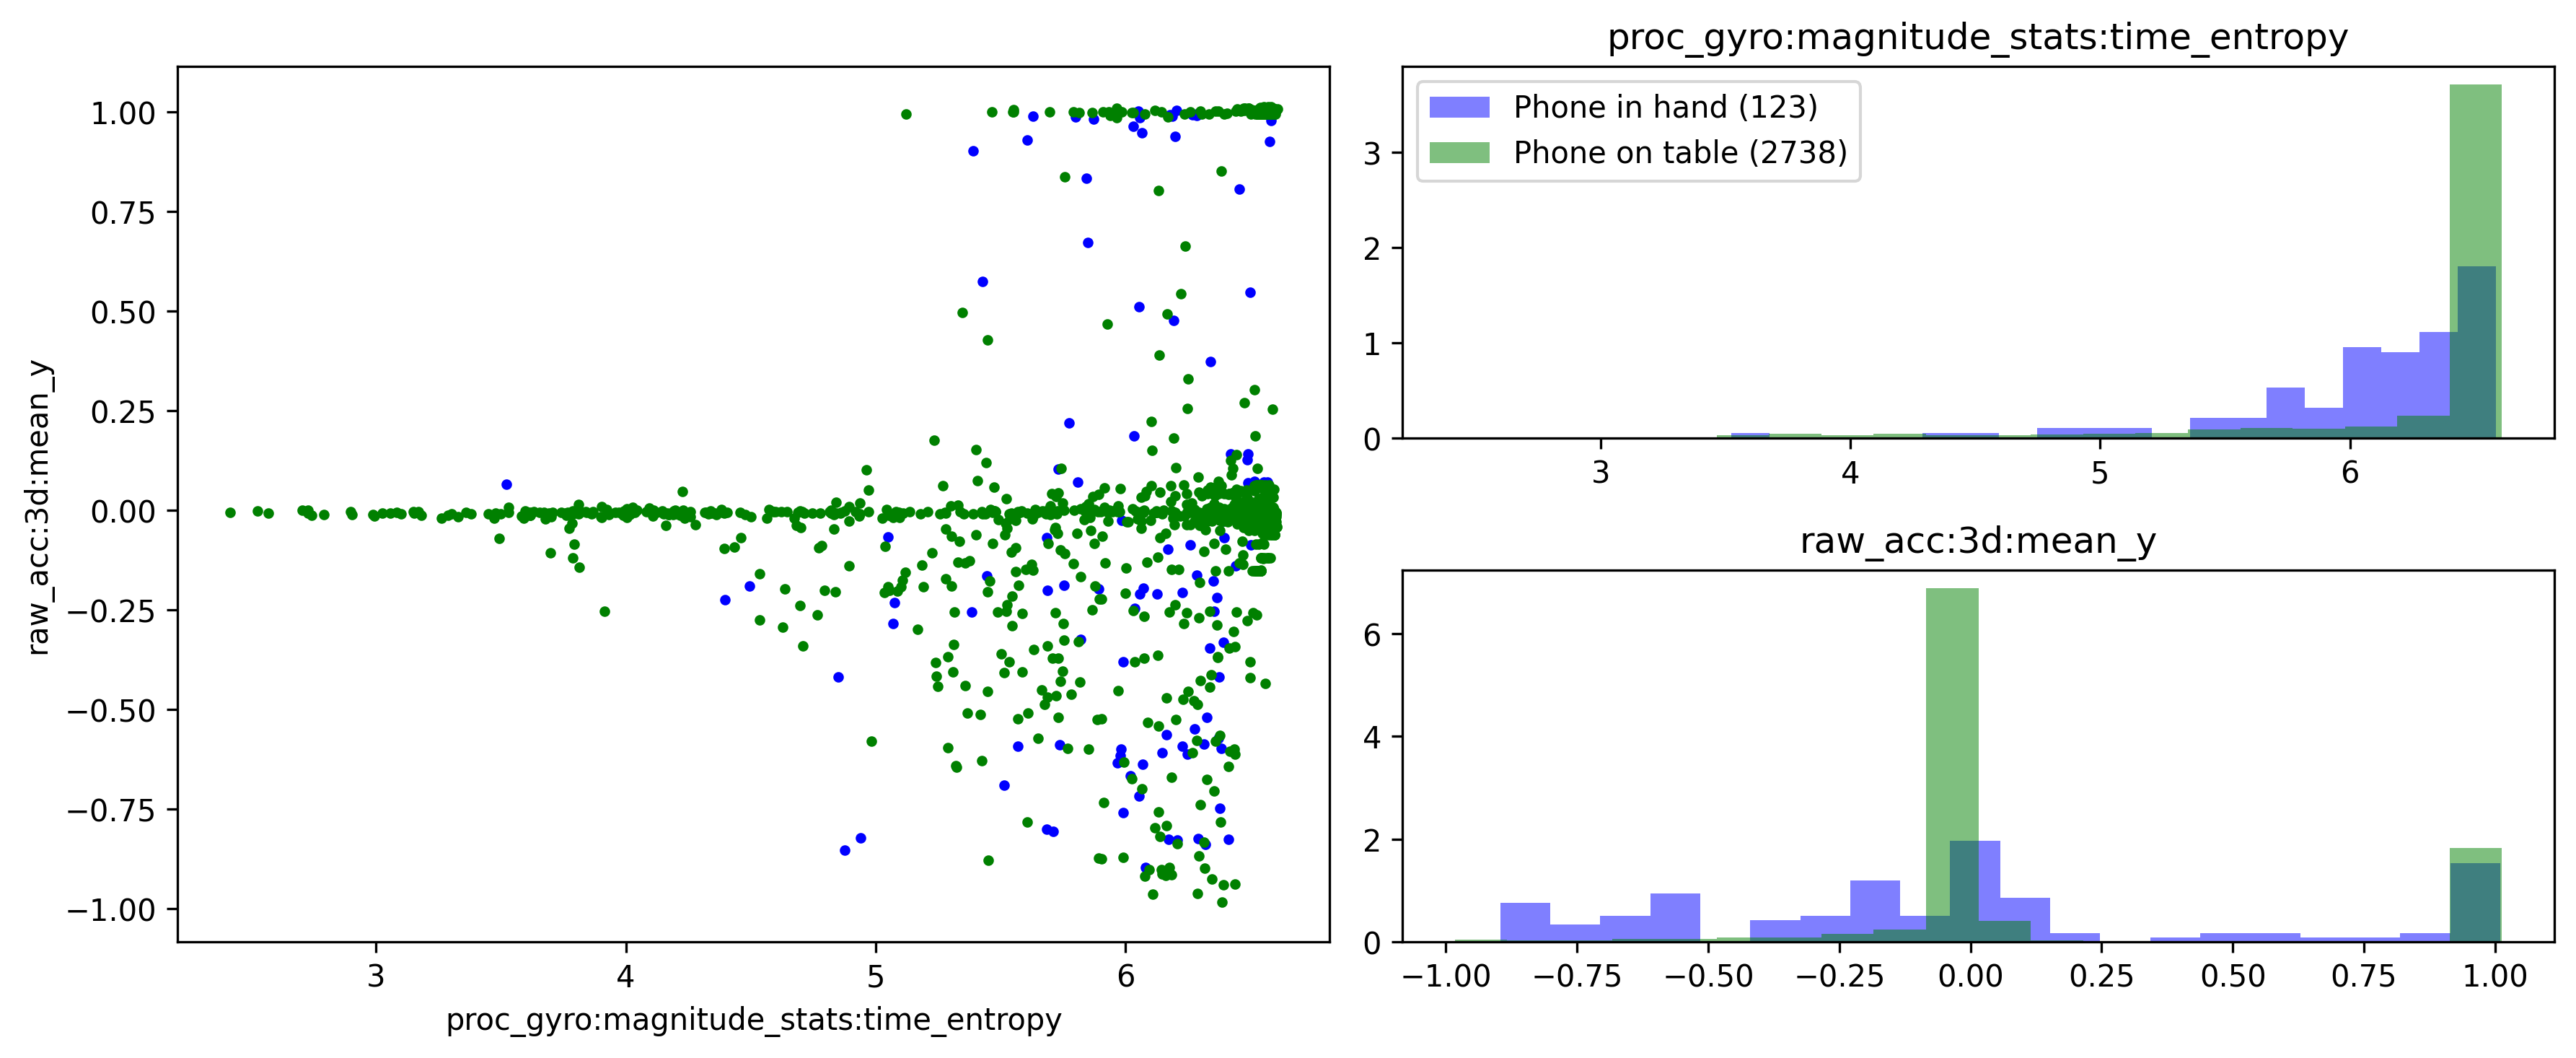 1.00
0.75
0.50
0.25
0.00
−0.25
−0.50
−0.75
−1.00
raw_acc:3d:mean_y
3 4 5 6
proc_gyro:magnitude_stats:time_entropy
proc_gyro:magnitude_stats:time_entropy
Phone in hand (123)
Phone on table (2738)
3
2
1
0
3 4 5 6
raw_acc:3d:mean_y
6
4
2
0
−1.00 −0.75 −0.50 −0.25 0.00 0.25 0.50 0.75 1.00